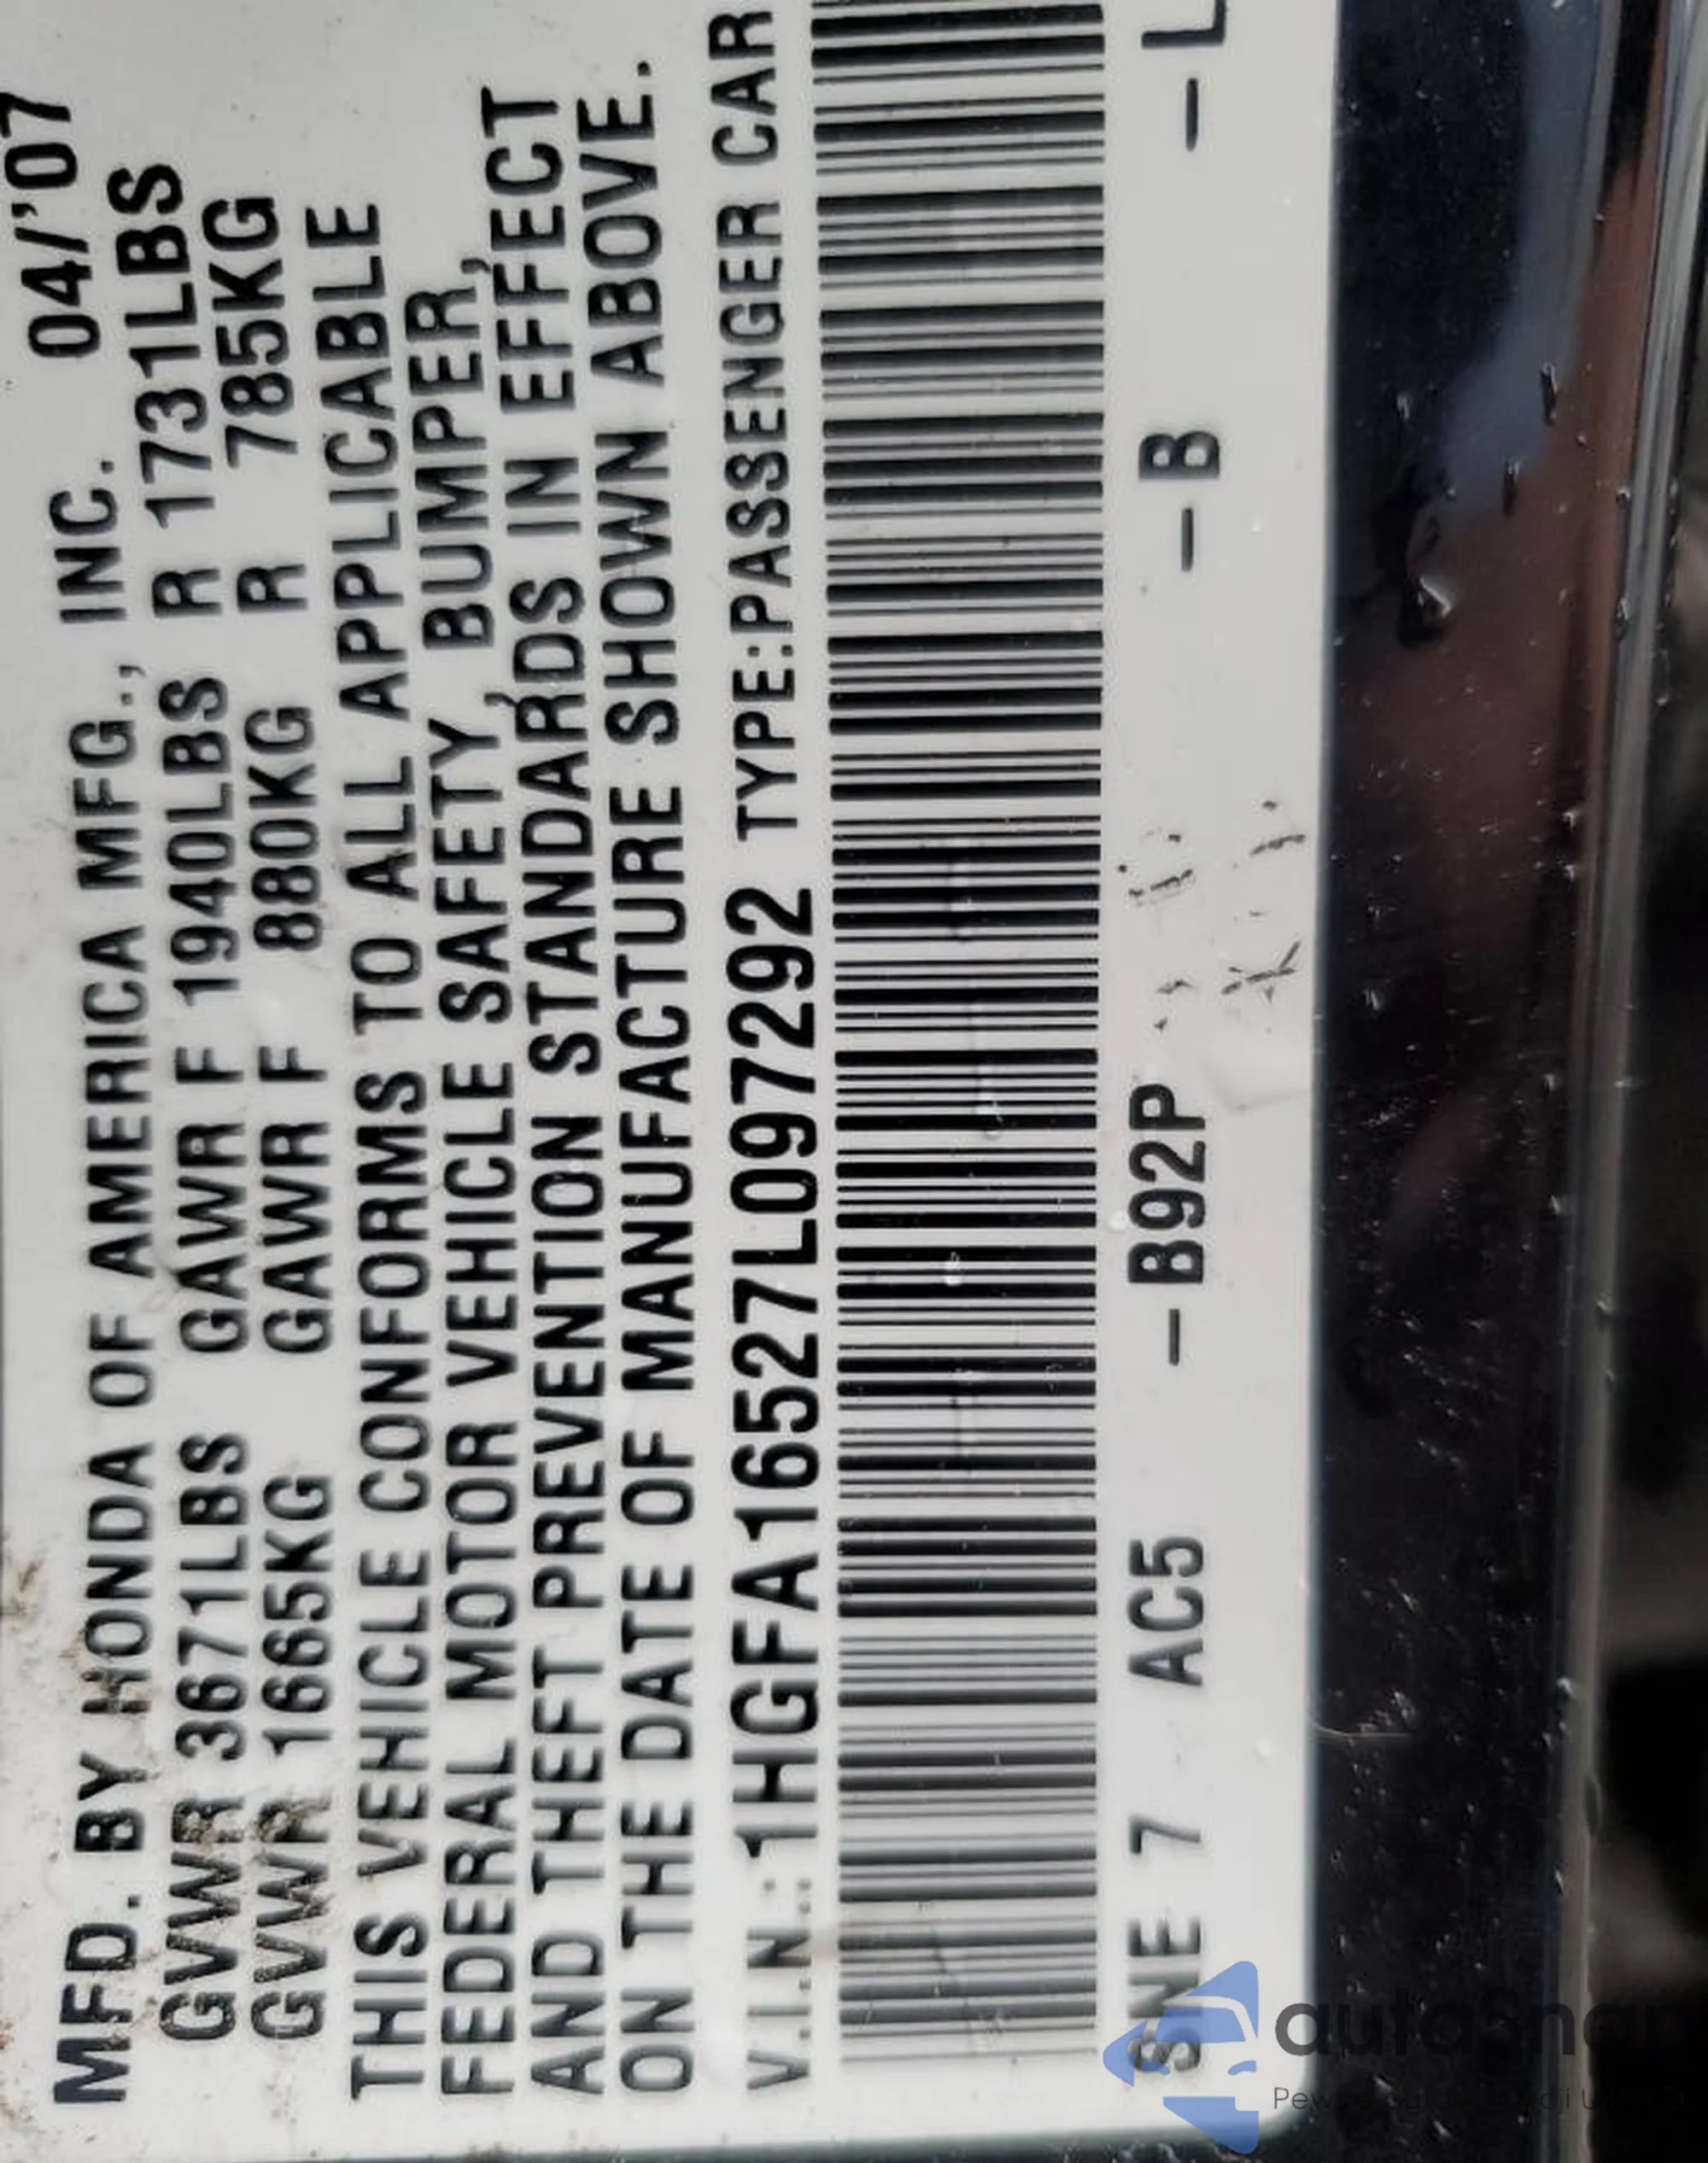 MFD. BY HONDA OF AMERICA MFG., INC. 04/'07
GVWR 3671LBS GAWR F 1940LBS R 1731LBS
GVWR 1665KG GAWR F 880KG R 785KG
THIS VEHICLE CONFORMS TO ALL APPLICABLE
FEDERAL MOTOR VEHICLE SAFETY, BUMPER,
AND THEFT PREVENTION STANDARDS IN EFFECT
ON THE DATE OF MANUFACTURE SHOWN ABOVE.
V.I.N.:1HGFA16527L097292 TYPE:PASSENGER CAR
SNE 7 AC5 -B92P -B -L